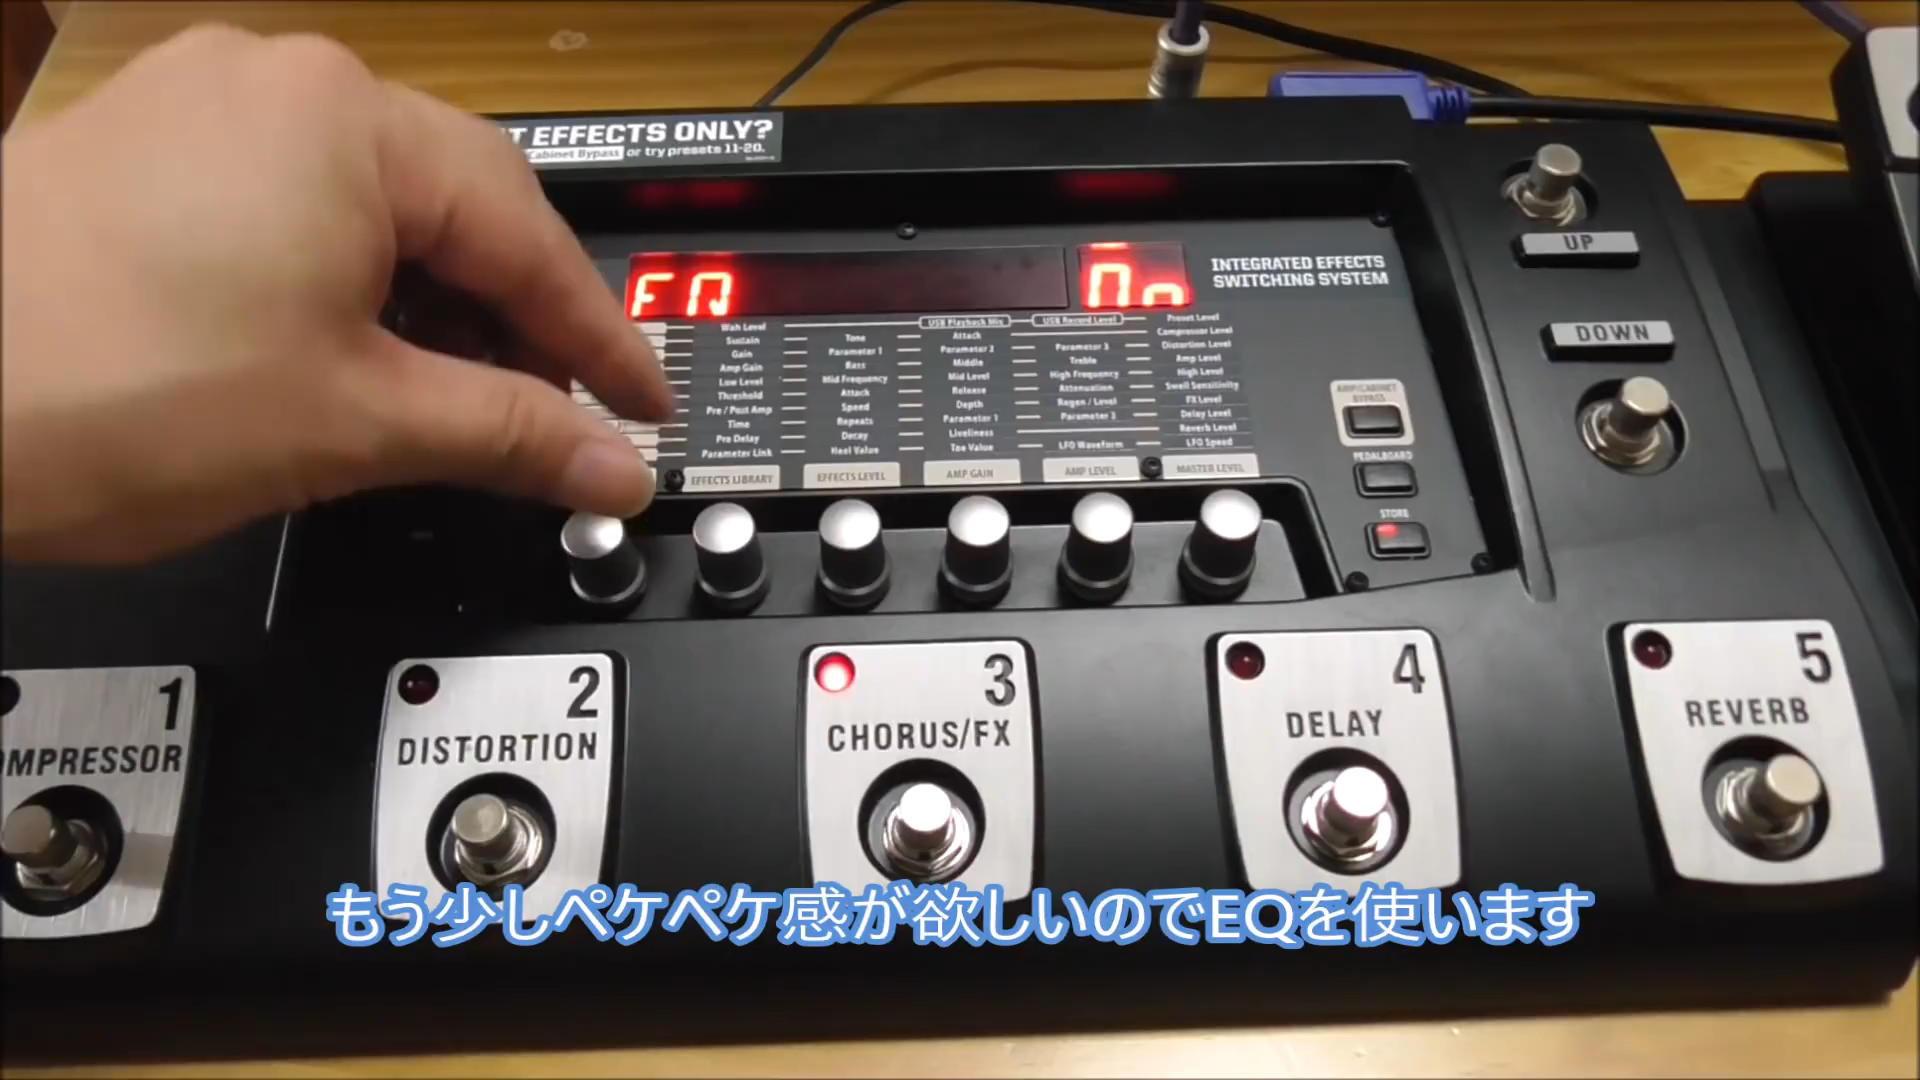 T EFFECTS ONLY?
Cabinet Bypass or try presets 11-20.
EQ
On
INTEGRATED EFFECTS
SWITCHING SYSTEM
UP
DOWN
Wah Level USB Playback Mix USB Record Level Preset Level
Sustain Tone Attack Compressor Level
Gain Parameter 1 Parameter 2 Parameter 3 Distortion Level
Amp Gain Bass Middle Treble Amp Level
Low Level Mid Frequency Mid Level High Frequency High Level
Threshold Attack Release Attenuation Swell Sensitivity
Pre / Post Amp Speed Depth Regen / Level FX Level
Time Repeats Parameter 1 Parameter 2 Delay Level
Pre Delay Decay Liveliness Reverb Level
Parameter Link Heel Value Toe Value LFO Waveform LFO Speed
EFFECTS LIBRARY EFFECTS LEVEL AMP GAIN AMP LEVEL MASTER LEVEL
AMP/CABINET
BYPASS
PEDALBOARD
STORE
1
OMPRESSOR
2
DISTORTION
3
CHORUS/FX
4
DELAY
5
REVERB
もう少しペケペケ感が欲しいのでEQを使います